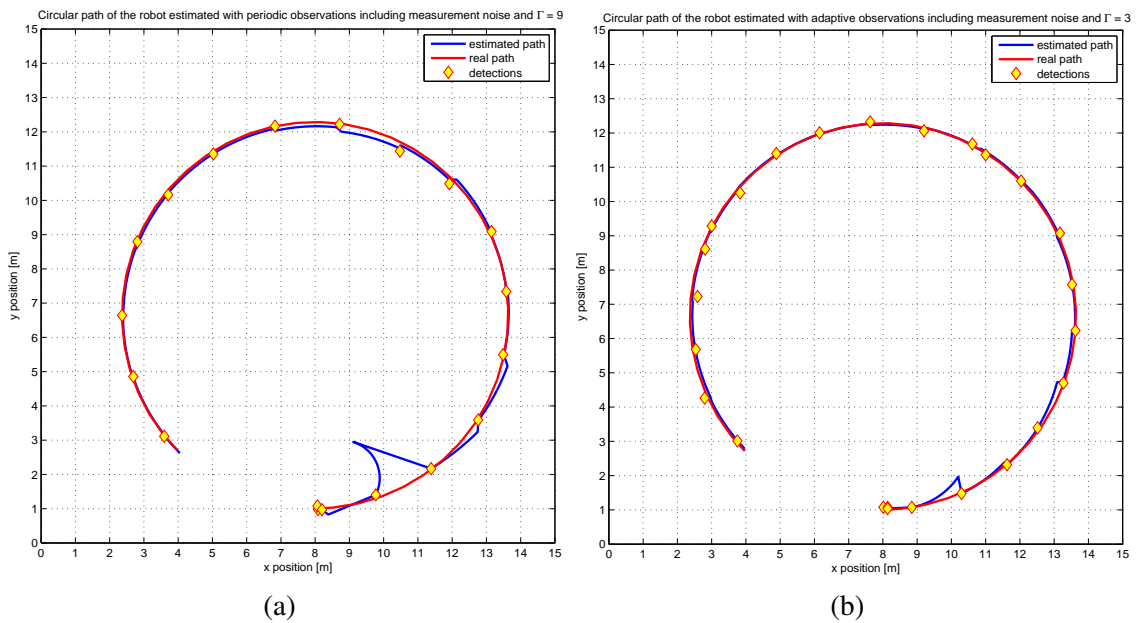 Circular path of the robot estimated with periodic observations including measurement noise and Γ = 9
15
14
13
12
11
10
9
8
7
6
5
4
3
2
1
0
y position [m]
estimated path
real path
detections
0 1 2 3 4 5 6 7 8 9 10 11 12 13 14 15
x position [m]
(a)
Circular path of the robot estimated with adaptive observations including measurement noise and Γ = 3
15
14
13
12
11
10
9
8
7
6
5
4
3
2
1
0
y position [m]
estimated path
real path
detections
0 1 2 3 4 5 6 7 8 9 10 11 12 13 14 15
x position [m]
(b)